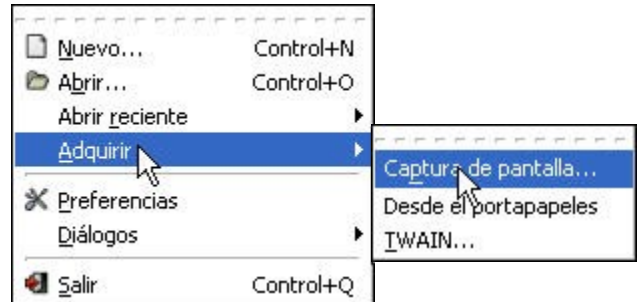 Nuevo... Control+N
Abrir... Control+O
Abrir reciente
Adquirir
Captura de pantalla...
Desde el portapapeles
TWAIN...
Preferencias
Diálogos
Salir Control+Q